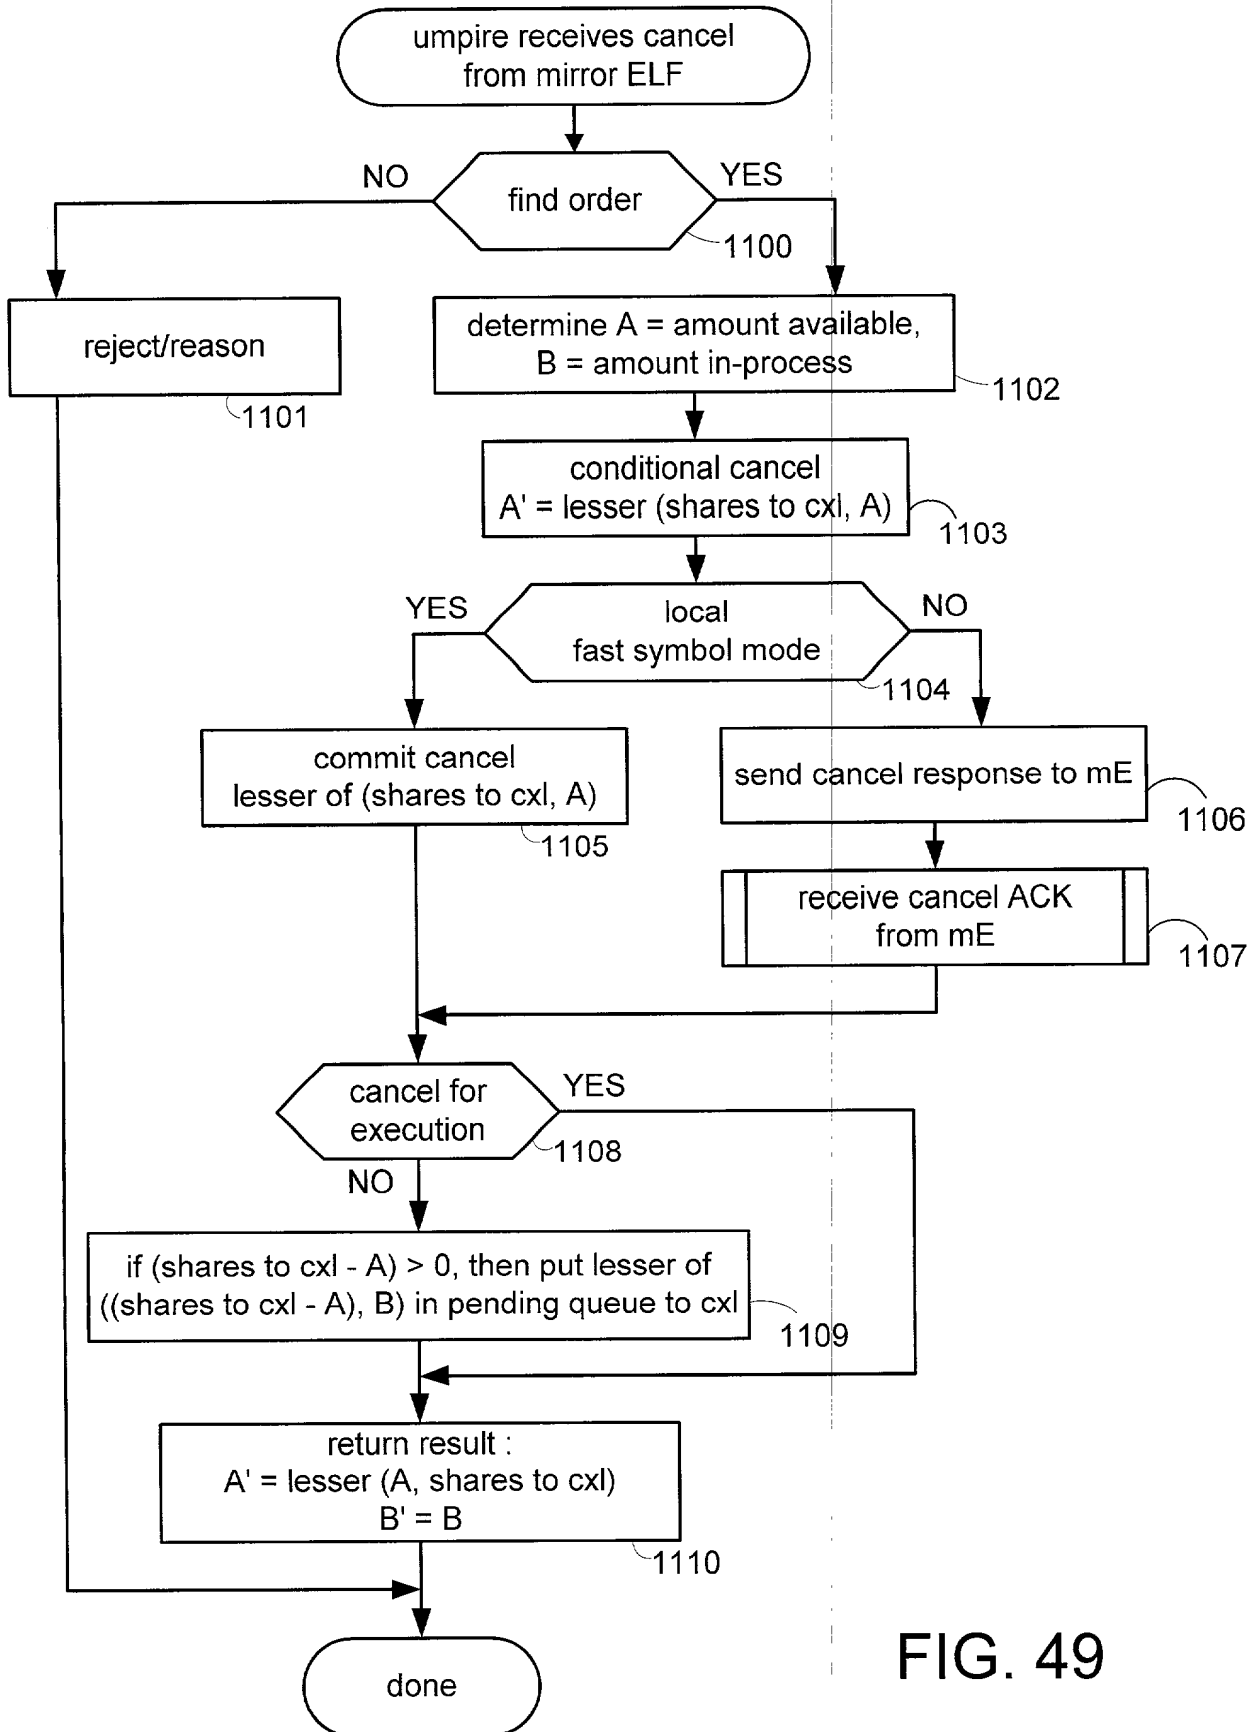 umpire receives cancel
from mirror ELF
NO
YES
find order
1100
reject/reason
1101
determine A = amount available,
B = amount in-process
1102
conditional cancel
A' = lesser (shares to cxl, A)
1103
YES
NO
local
fast symbol mode
1104
commit cancel
lesser of (shares to cxl, A)
1105
send cancel response to mE
1106
receive cancel ACK
from mE
1107
cancel for
execution
YES
1108
NO
if (shares to cxl - A) > 0, then put lesser of
((shares to cxl - A), B) in pending queue to cxl
1109
return result :
A' = lesser (A, shares to cxl)
B' = B
1110
done
FIG. 49